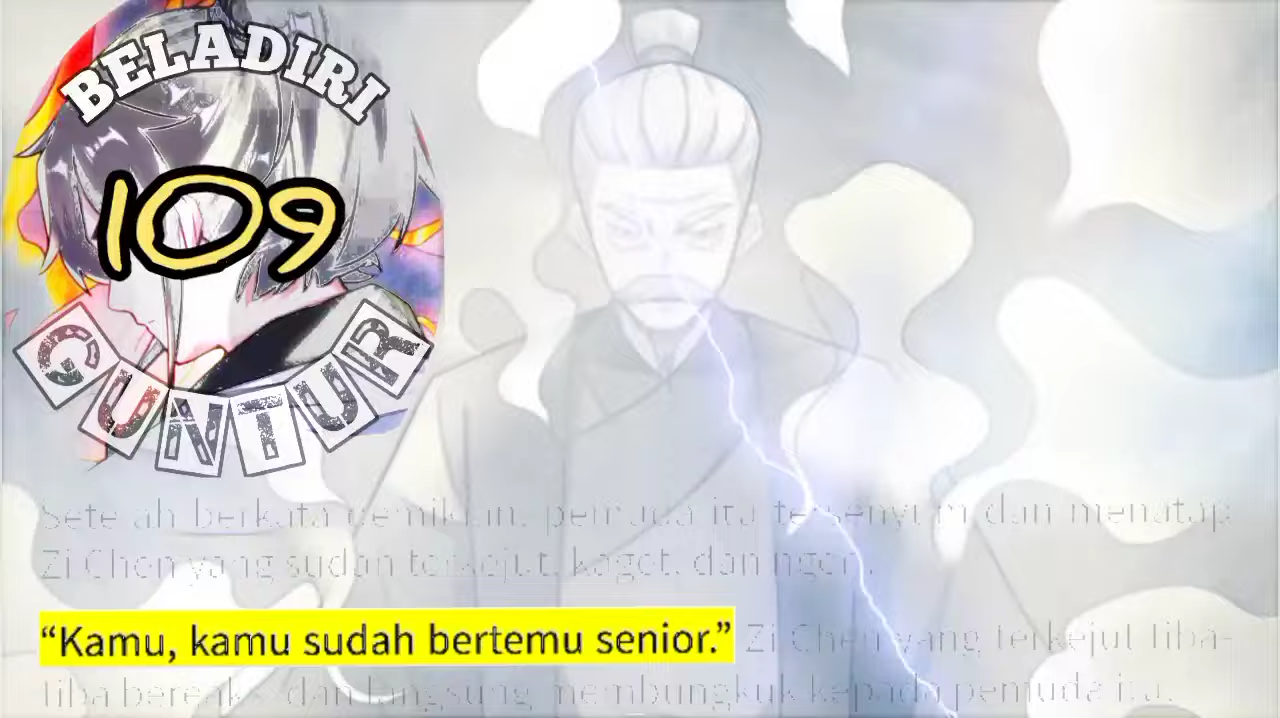 BELADIRI
109
GUNTUR
Setelah berkata demikian, pemuda itu tersenyum dan menatap
Zi Chen yang sudah terkejut, kaget, dan ngeri.
“Kamu, kamu sudah bertemu senior.” Zi Chen yang terkejut tiba-
tiba bereaksi dan langsung membungkuk kepada pemuda itu.